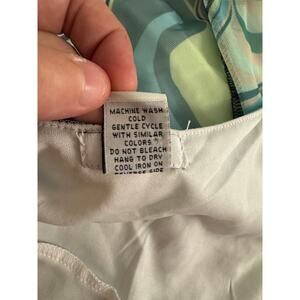 MACHINE WASH
COLD
GENTLE CYCLE
WITH SIMILAR
COLORS
DO NOT BLEACH
HANG TO DRY
COOL IRON ON
REVERSE SIDE